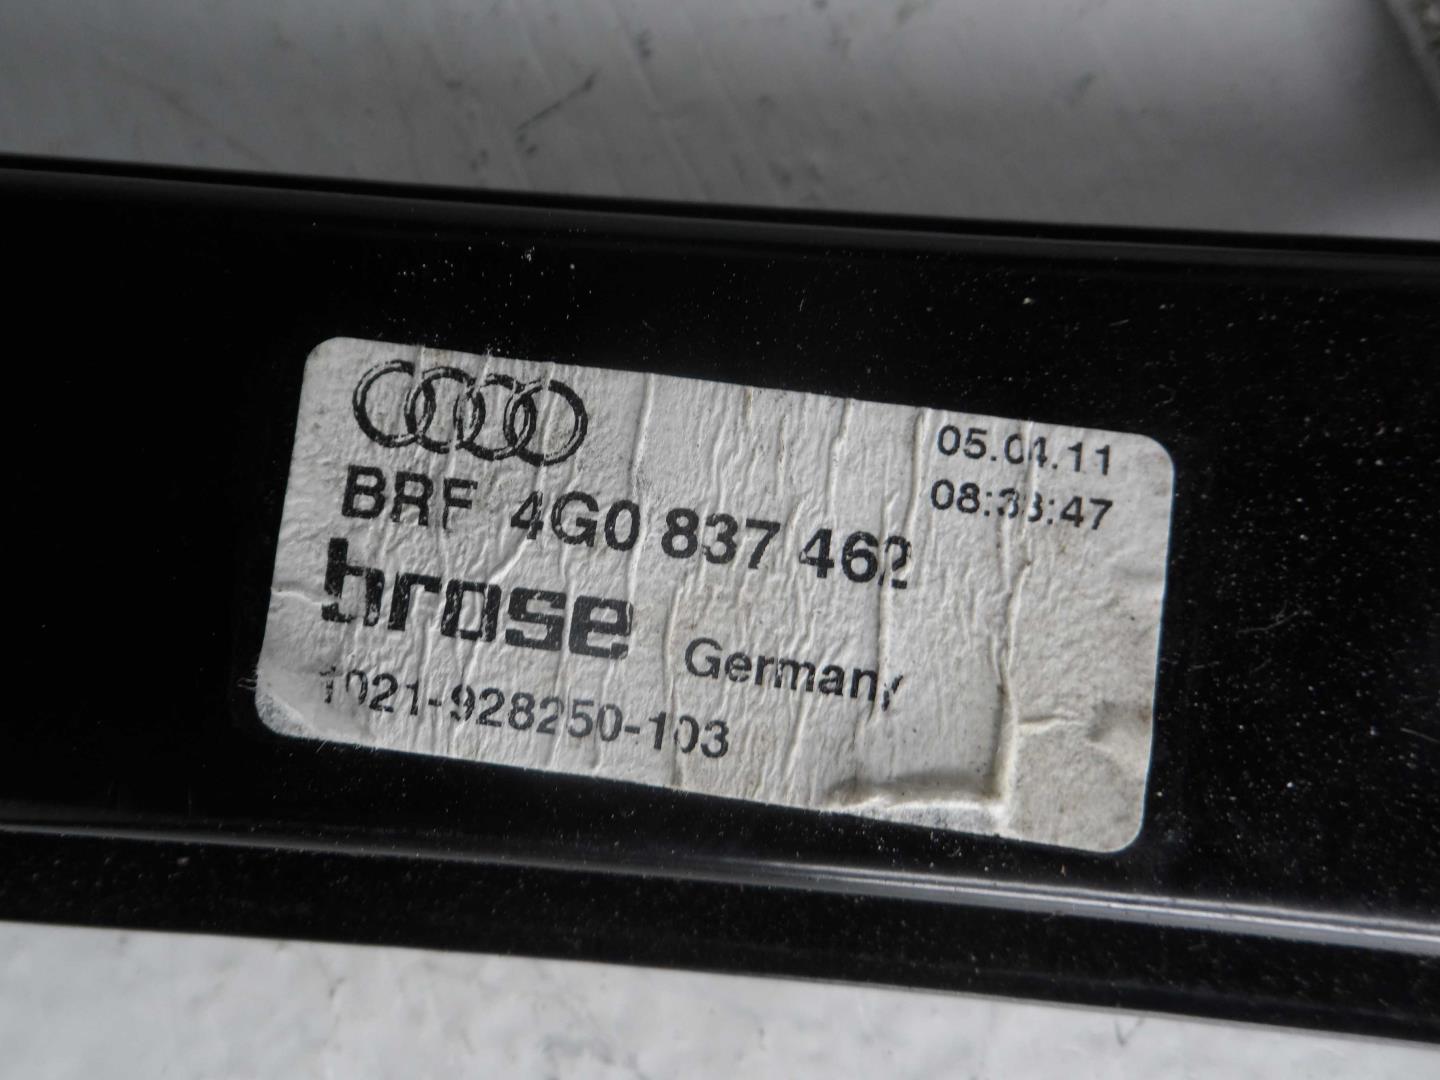 05.04.11
08:33:47
BRF 4G0 837 462
brose
Germany
1021-928250-103